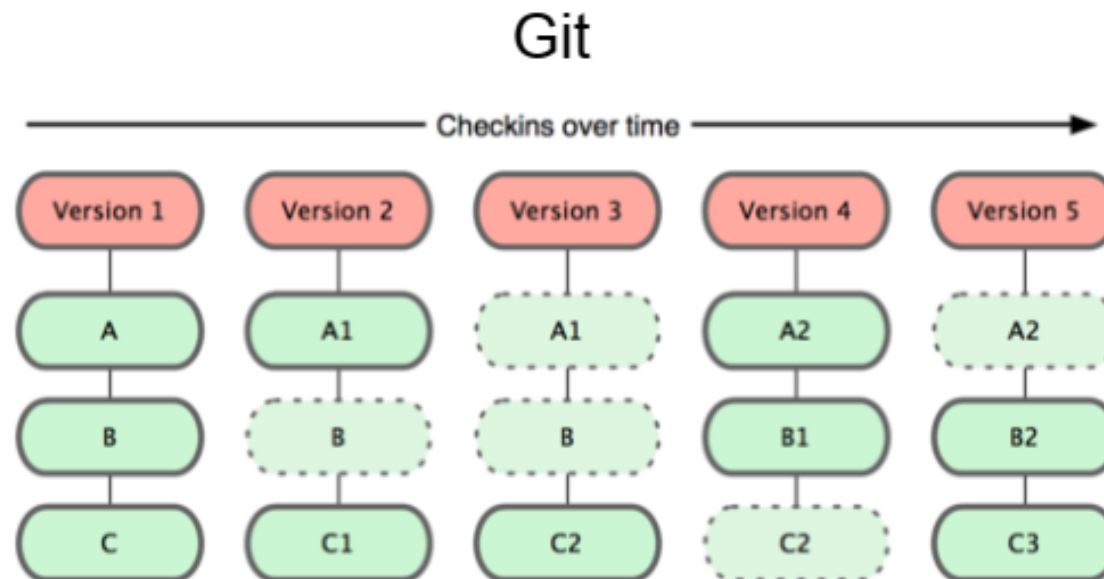 Git
Checkins over time
Version 1 Version 2 Version 3 Version 4 Version 5
A A1 A1 A2 A2
B B B B1 B2
C C1 C2 C2 C3